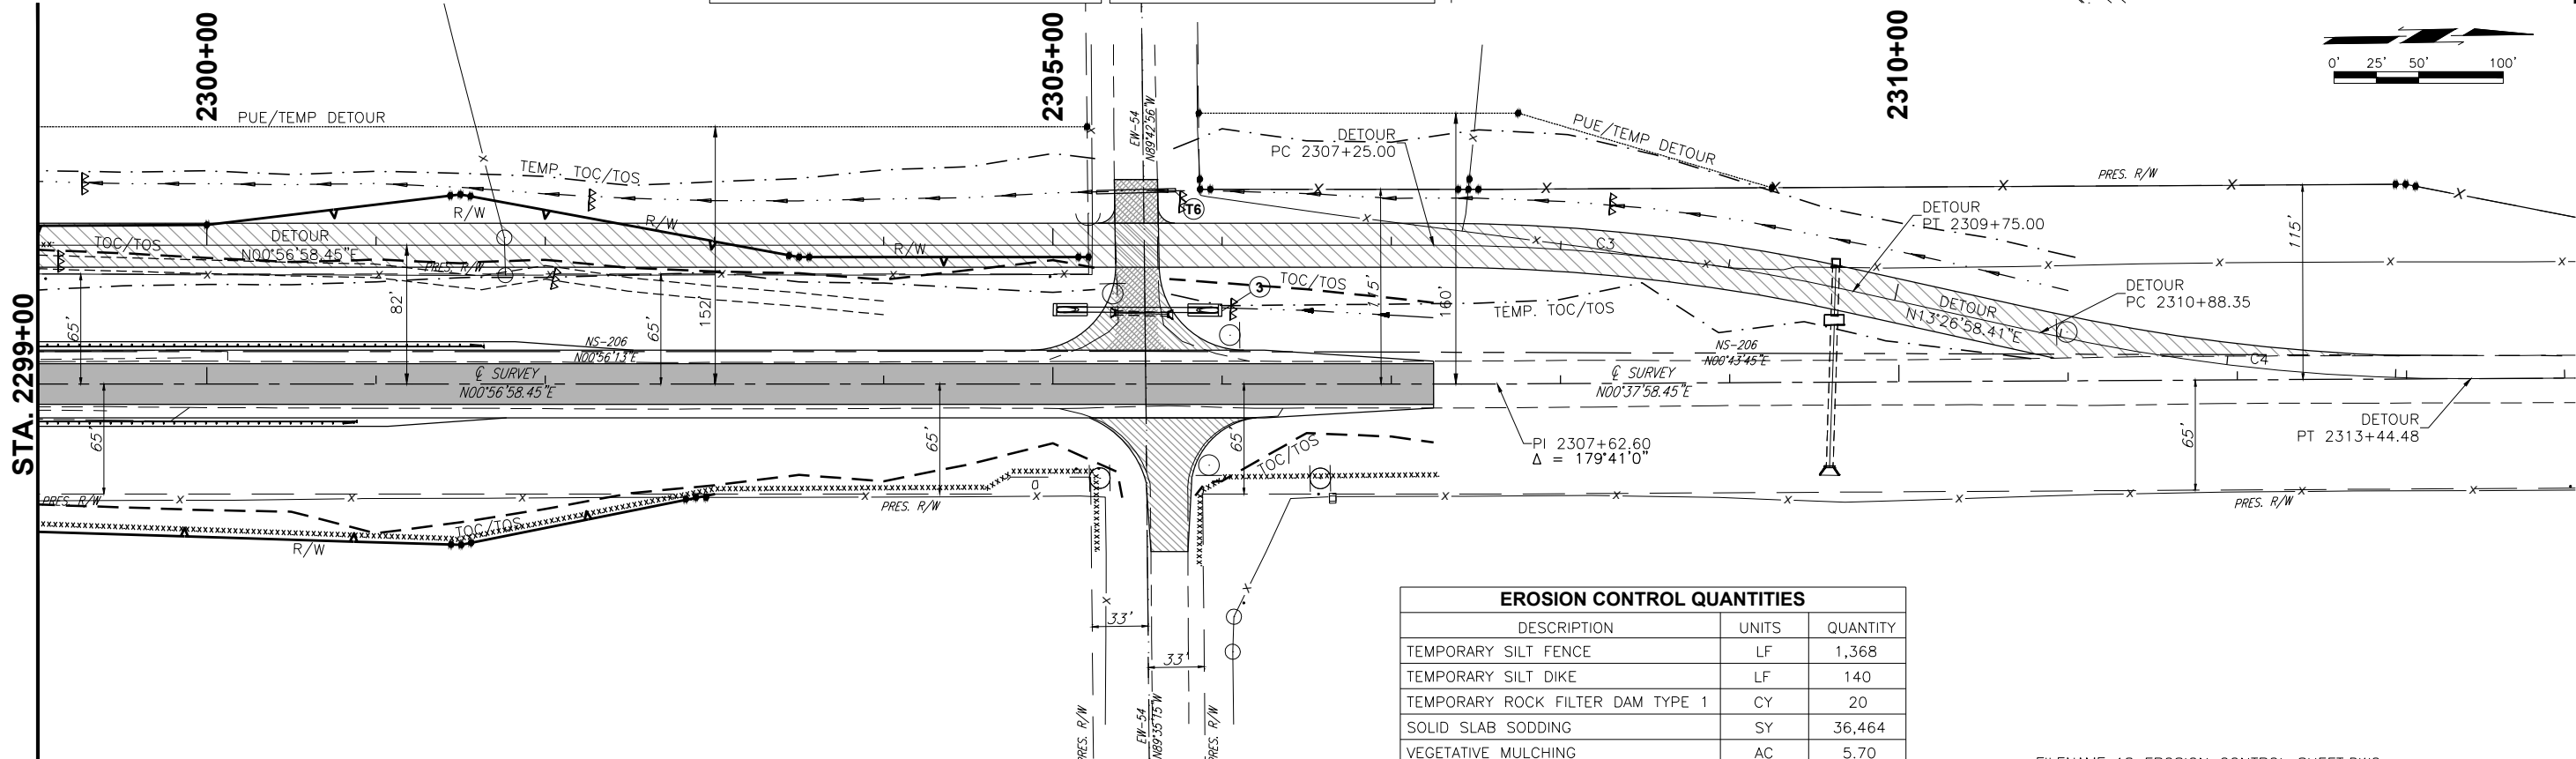 2300+00
2305+00
2310+00
0' 25' 50' 100'
PUE/TEMP DETOUR
EW-54
N89°42'56"W
DETOUR
PC 2307+25.00
PUE/TEMP DETOUR
TEMP. TOC/TOS
PRES. R/W
R/W
R/W
T6
DETOUR
PT 2309+75.00
115'
TOC/TOS
DETOUR
N00°56'58.45"E
R/W
C3
PRES. R/W
3
TOC/TOS
DETOUR
PC 2310+88.35
DETOUR
N13°26'58.41"E
STA. 2299+00
65'
82'
65'
152'
115'
160'
TEMP. TOC/TOS
NS-206
N00°56'13"E
NS-206
N00°43'45"E
C4
℄ SURVEY
N00°56'58.45"E
℄ SURVEY
N00°37'58.45"E
65'
65'
65'
65'
PI 2307+62.60
Δ = 179°41'0"
DETOUR
PT 2313+44.48
TOC/TOS
PRES. R/W
PRES. R/W
PRES. R/W
TOC/TOS
R/W
33'
33'
PRES. R/W
EW-54
N89°35'15"W
PRES. R/W
EROSION CONTROL QUANTITIES
DESCRIPTION UNITS QUANTITY
TEMPORARY SILT FENCE LF 1,368
TEMPORARY SILT DIKE LF 140
TEMPORARY ROCK FILTER DAM TYPE 1 CY 20
SOLID SLAB SODDING SY 36,464
VEGETATIVE MULCHING AC 5.70